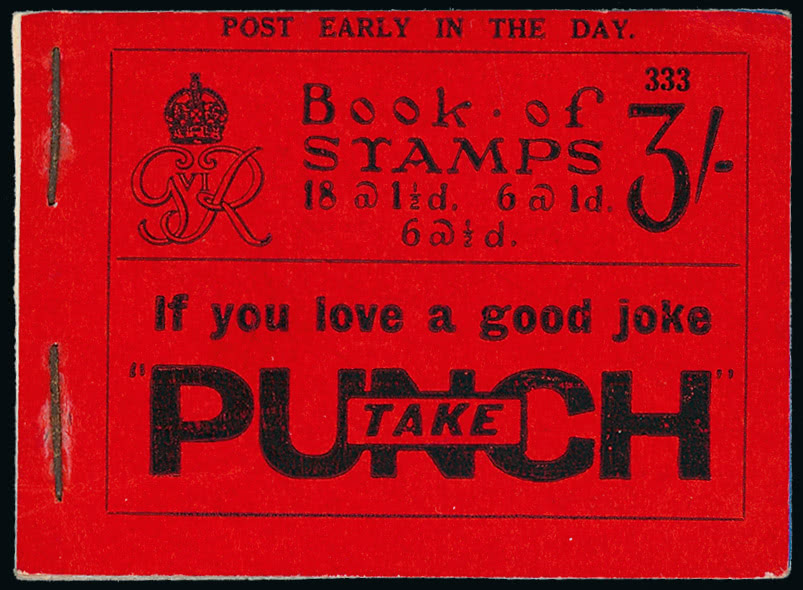 POST EARLY IN THE DAY.
333
GVIR
Book · of
STAMPS
3/-
18 @ 1½d. 6 @ 1d.
6 @ ½d.
If you love a good joke
TAKE
"PUNCH"